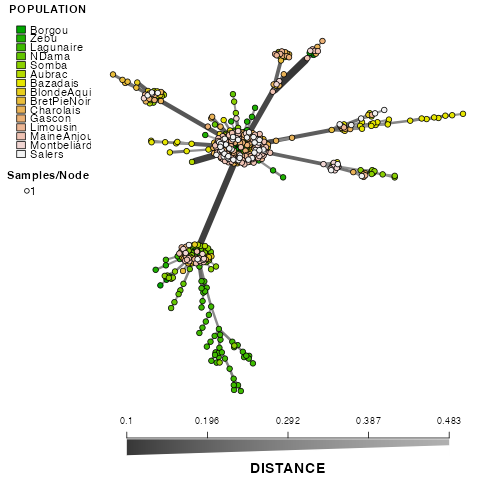 POPULATION
Borgou
Zebu
Lagunaire
NDama
Somba
Aubrac
Bazadais
BlondeAqui
BretPieNoir
Charolais
Gascon
Limousin
MaineAnjou
Montbeliard
Salers
Samples/Node
1
0.1 0.196 0.292 0.387 0.483
DISTANCE